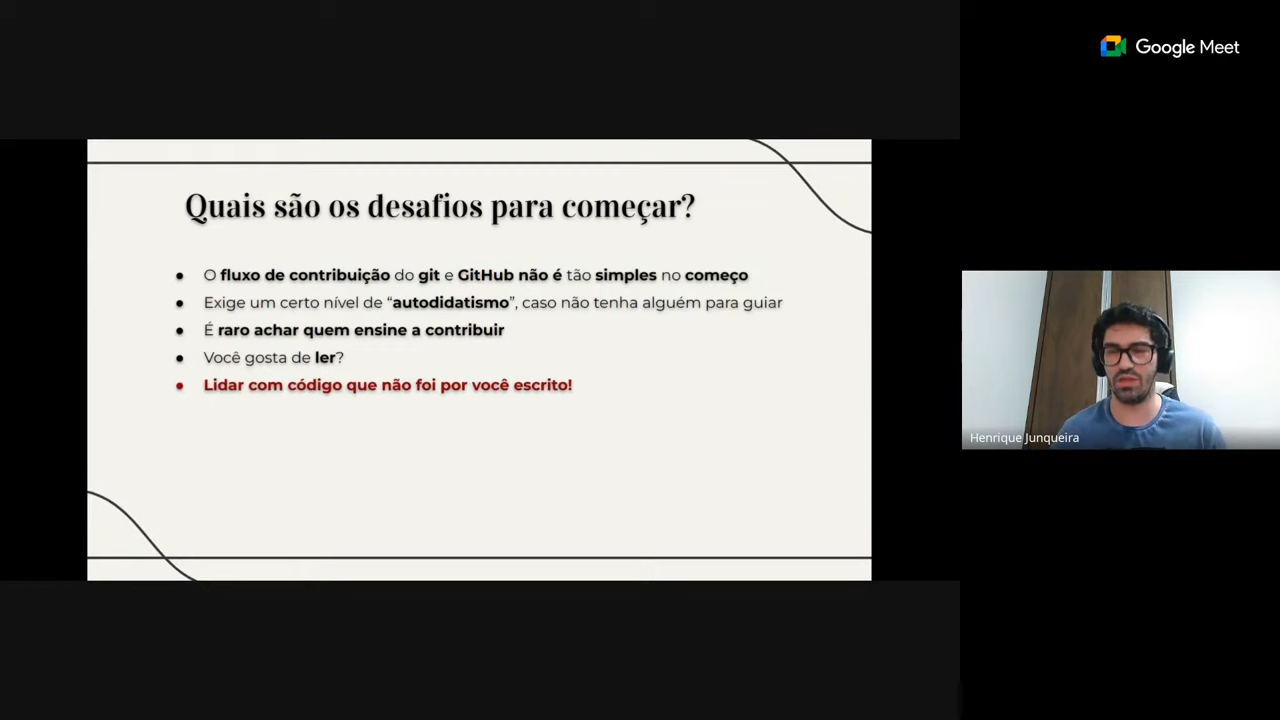 Google Meet
Quais são os desafios para começar?
● O fluxo de contribuição do git e GitHub não é tão simples no começo
● Exige um certo nível de “autodidatismo”, caso não tenha alguém para guiar
● É raro achar quem ensine a contribuir
● Você gosta de ler?
● Lidar com código que não foi por você escrito!
Henrique Junqueira